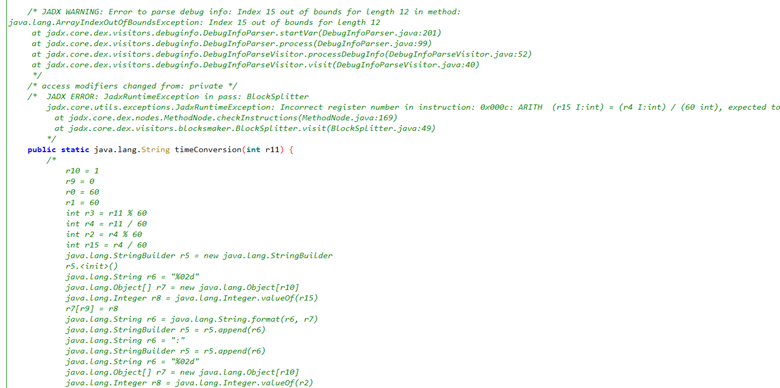 /* JADX WARNING: Error to parse debug info: Index 15 out of bounds for length 12 in method:
java.lang.ArrayIndexOutOfBoundsException: Index 15 out of bounds for length 12
at jadx.core.dex.visitors.debuginfo.DebugInfoParser.startVar(DebugInfoParser.java:201)
at jadx.core.dex.visitors.debuginfo.DebugInfoParser.process(DebugInfoParser.java:99)
at jadx.core.dex.visitors.debuginfo.DebugInfoParseVisitor.processDebugInfo(DebugInfoParseVisitor.java:52)
at jadx.core.dex.visitors.debuginfo.DebugInfoParseVisitor.visit(DebugInfoParseVisitor.java:40)
*/
/* access modifiers changed from: private */
/* JADX ERROR: JadxRuntimeException in pass: BlockSplitter
jadx.core.utils.exceptions.JadxRuntimeException: Incorrect register number in instruction: 0x000c: ARITH (r15 I:int) = (r4 I:int) / (60 int), expected to
at jadx.core.dex.nodes.MethodNode.checkInstructions(MethodNode.java:169)
at jadx.core.dex.visitors.blocksmaker.BlockSplitter.visit(BlockSplitter.java:49)
*/
public static java.lang.String timeConversion(int r11) {
/*
r10 = 1
r9 = 0
r0 = 60
r1 = 60
int r3 = r11 % 60
int r4 = r11 / 60
int r2 = r4 % 60
int r15 = r4 / 60
java.lang.StringBuilder r5 = new java.lang.StringBuilder
r5.<init>()
java.lang.String r6 = "%02d"
java.lang.Object[] r7 = new java.lang.Object[r10]
java.lang.Integer r8 = java.lang.Integer.valueOf(r15)
r7[r9] = r8
java.lang.String r6 = java.lang.String.format(r6, r7)
java.lang.StringBuilder r5 = r5.append(r6)
java.lang.String r6 = ":"
java.lang.StringBuilder r5 = r5.append(r6)
java.lang.String r6 = "%02d"
java.lang.Object[] r7 = new java.lang.Object[r10]
java.lang.Integer r8 = java.lang.Integer.valueOf(r2)